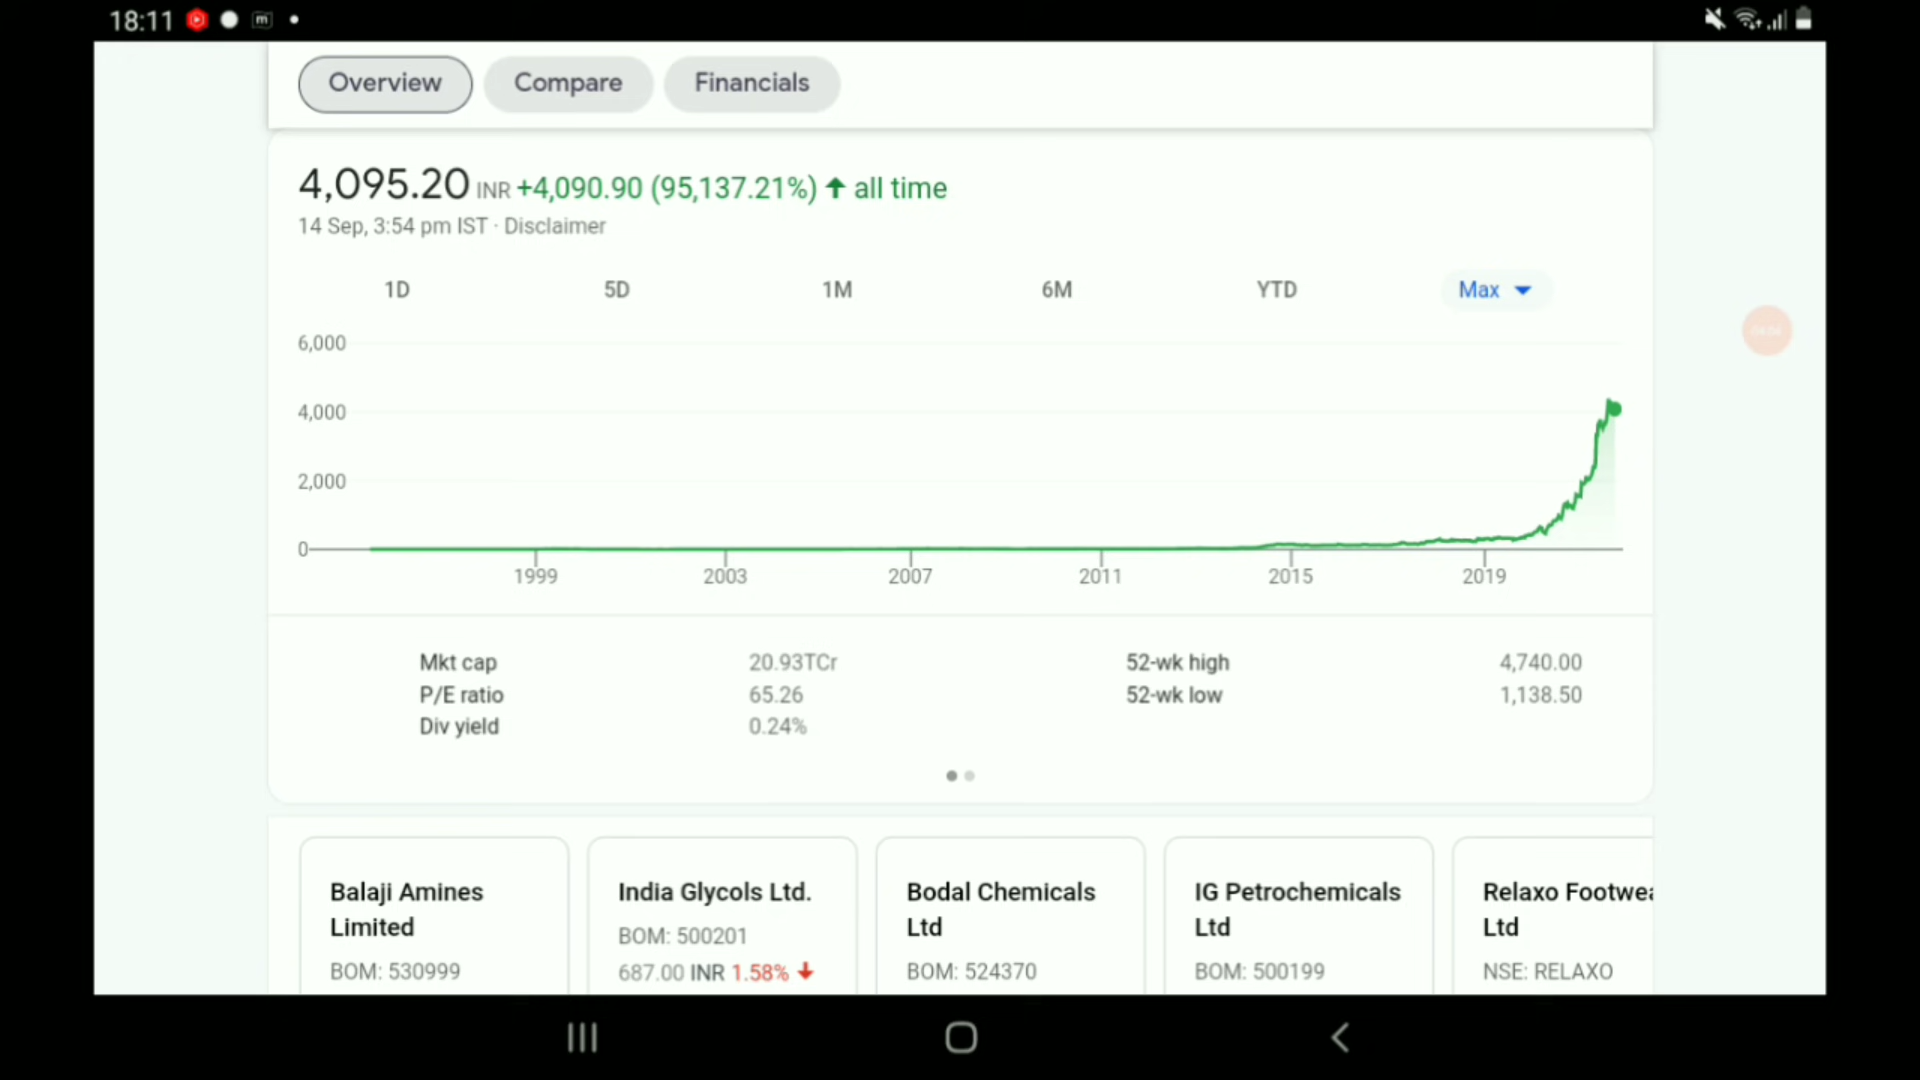 18:11
Overview Compare Financials
4,095.20 INR +4,090.90 (95,137.21%) ↑ all time
14 Sep, 3:54 pm IST · Disclaimer
1D 5D 1M 6M YTD Max
6,000
4,000
2,000
0
1999 2003 2007 2011 2015 2019
Mkt cap 20.93TCr 52-wk high 4,740.00
P/E ratio 65.26 52-wk low 1,138.50
Div yield 0.24%
Balaji Amines
Limited
BOM: 530999
India Glycols Ltd.
BOM: 500201
687.00 INR 1.58% ↓
Bodal Chemicals
Ltd
BOM: 524370
IG Petrochemicals
Ltd
BOM: 500199
Relaxo Footwea
Ltd
NSE: RELAXO